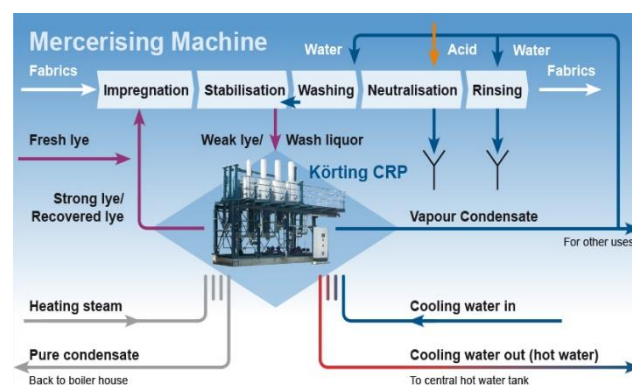 Mercerising Machine
Water
Acid
Water
Fabrics
Fabrics
Impregnation
Stabilisation
Washing
Neutralisation
Rinsing
Fresh lye
Weak lye/
Wash liquor
Körting CRP
Strong lye/
Recovered lye
Vapour Condensate
For other uses
Heating steam
Cooling water in
Pure condensate
Cooling water out (hot water)
Back to boiler house
To central hot water tank